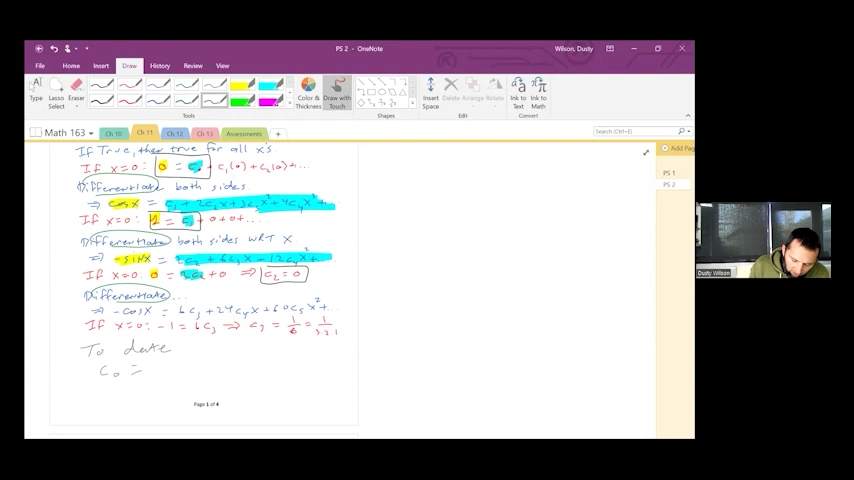 PS 2 - OneNote
Wilson, Dusty
File Home Insert Draw History Review View
Type
Lasso Select
Eraser
Color & Thickness
Draw with Touch
Insert Space
Delete
Arrange
Rotate
Ink to Text
Ink to Math
Tools
Shapes
Edit
Math 163
Ch 10
Ch 11
Ch 12
Ch 13
Assessments
+
Search (Ctrl+E)
Add Pag
PS 1
PS 2
If True, then true for all x's
If x=0: 0 = c₀ + c₁(0) + c₂(0)+...
Differentiate both sides
⇒ cosx = c₁ + 2c₂x + 3c₃x² + 4c₄x³+...
If x=0: 1 = c₁ + 0+0+...
Differentiate both sides WRT X
⇒ -sinx = 2c₂ + 6c₃x - 12c₄x²+...
If x=0: 0 = 2c₂ +0 ⇒ c₂=0
Differentiate...
⇒ -cosx = 6c₃ + 24c₄x + 60c₅x²+...
If x=0: -1 = 6c₃ ⇒ c₃ = 1/6 = 1/3·2·1
To date
c₀ =
Page 1 of 4
Dusty Wilson